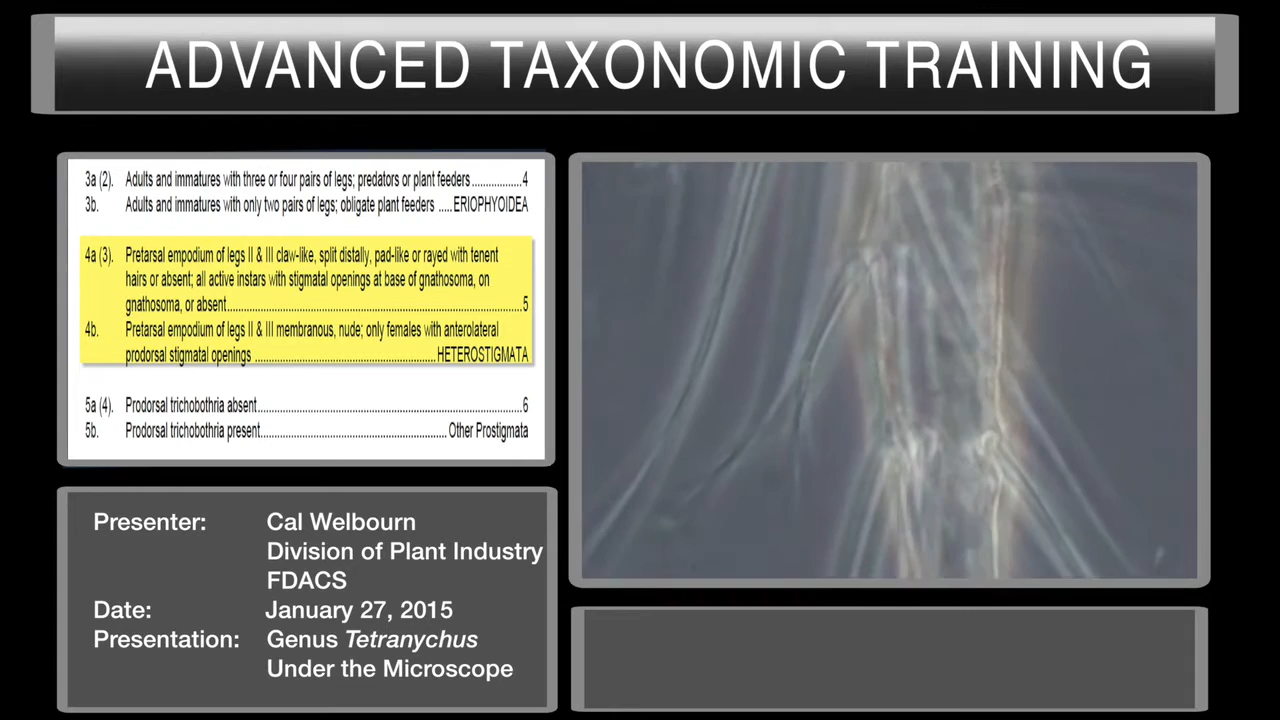 ADVANCED TAXONOMIC TRAINING
3a (2). Adults and immatures with three or four pairs of legs; predators or plant feeders .................4
3b. Adults and immatures with only two pairs of legs; obligate plant feeders ..... ERIOPHYOIDEA
4a (3). Pretarsal empodium of legs II & III claw-like, split distally, pad-like or rayed with tenent
hairs or absent; all active instars with stigmatal openings at base of gnathosoma, on
gnathosoma, or absent..........................................................................................................5
4b. Pretarsal empodium of legs II & III membranous, nude; only females with anterolateral
prodorsal stigmatal openings .................................................................HETEROSTIGMATA
5a (4). Prodorsal trichobothria absent...............................................................................................6
5b. Prodorsal trichobothria present.................................................................. Other Prostigmata
Presenter: Cal Welbourn
Division of Plant Industry
FDACS
Date: January 27, 2015
Presentation: Genus Tetranychus
Under the Microscope